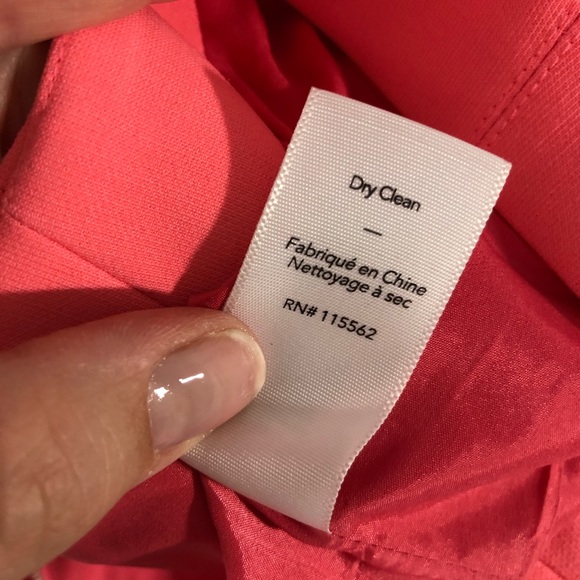 Dry Clean
—
Fabriqué en Chine
Nettoyage à sec
RN# 115562